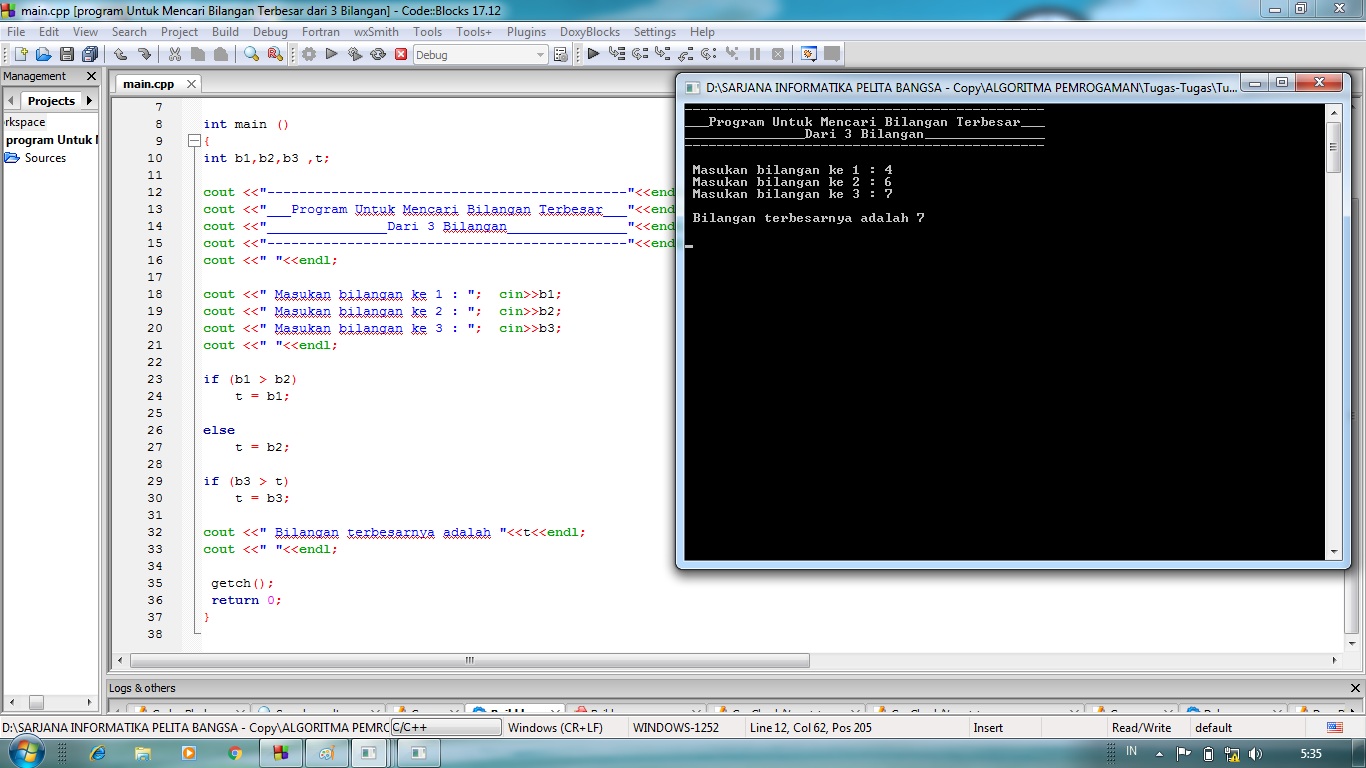 main.cpp [program Untuk Mencari Bilangan Terbesar dari 3 Bilangan] - Code::Blocks 17.12
File Edit View Search Project Build Debug Fortran wxSmith Tools Tools+ Plugins DoxyBlocks Settings Help
Debug
Management
Projects
rkspace
program Untuk M
Sources
main.cpp
7
8 int main ()
9 {
10 int b1,b2,b3 ,t;
11
12 cout <<"---------------------------------------------"<<end
13 cout <<"___Program Untuk Mencari Bilangan Terbesar___"<<end
14 cout <<"_______________Dari 3 Bilangan_______________"<<end
15 cout <<"---------------------------------------------"<<end
16 cout <<" "<<endl;
17
18 cout <<" Masukan bilangan ke 1 : "; cin>>b1;
19 cout <<" Masukan bilangan ke 2 : "; cin>>b2;
20 cout <<" Masukan bilangan ke 3 : "; cin>>b3;
21 cout <<" "<<endl;
22
23 if (b1 > b2)
24 t = b1;
25
26 else
27 t = b2;
28
29 if (b3 > t)
30 t = b3;
31
32 cout <<" Bilangan terbesarnya adalah "<<t<<endl;
33 cout <<" "<<endl;
34
35 getch();
36 return 0;
37 }
38
D:\SARJANA INFORMATIKA PELITA BANGSA - Copy\ALGORITMA PEMROGAMAN\Tugas-Tugas\Tu...
---------------------------------------------
___Program Untuk Mencari Bilangan Terbesar___
_______________Dari 3 Bilangan_______________
---------------------------------------------
Masukan bilangan ke 1 : 4
Masukan bilangan ke 2 : 6
Masukan bilangan ke 3 : 7
Bilangan terbesarnya adalah 7
Logs & others
D:\SARJANA INFORMATIKA PELITA BANGSA - Copy\ALGORITMA PEMRO C/C++ Windows (CR+LF) WINDOWS-1252 Line 12, Col 62, Pos 205 Insert Read/Write default
IN 5:35